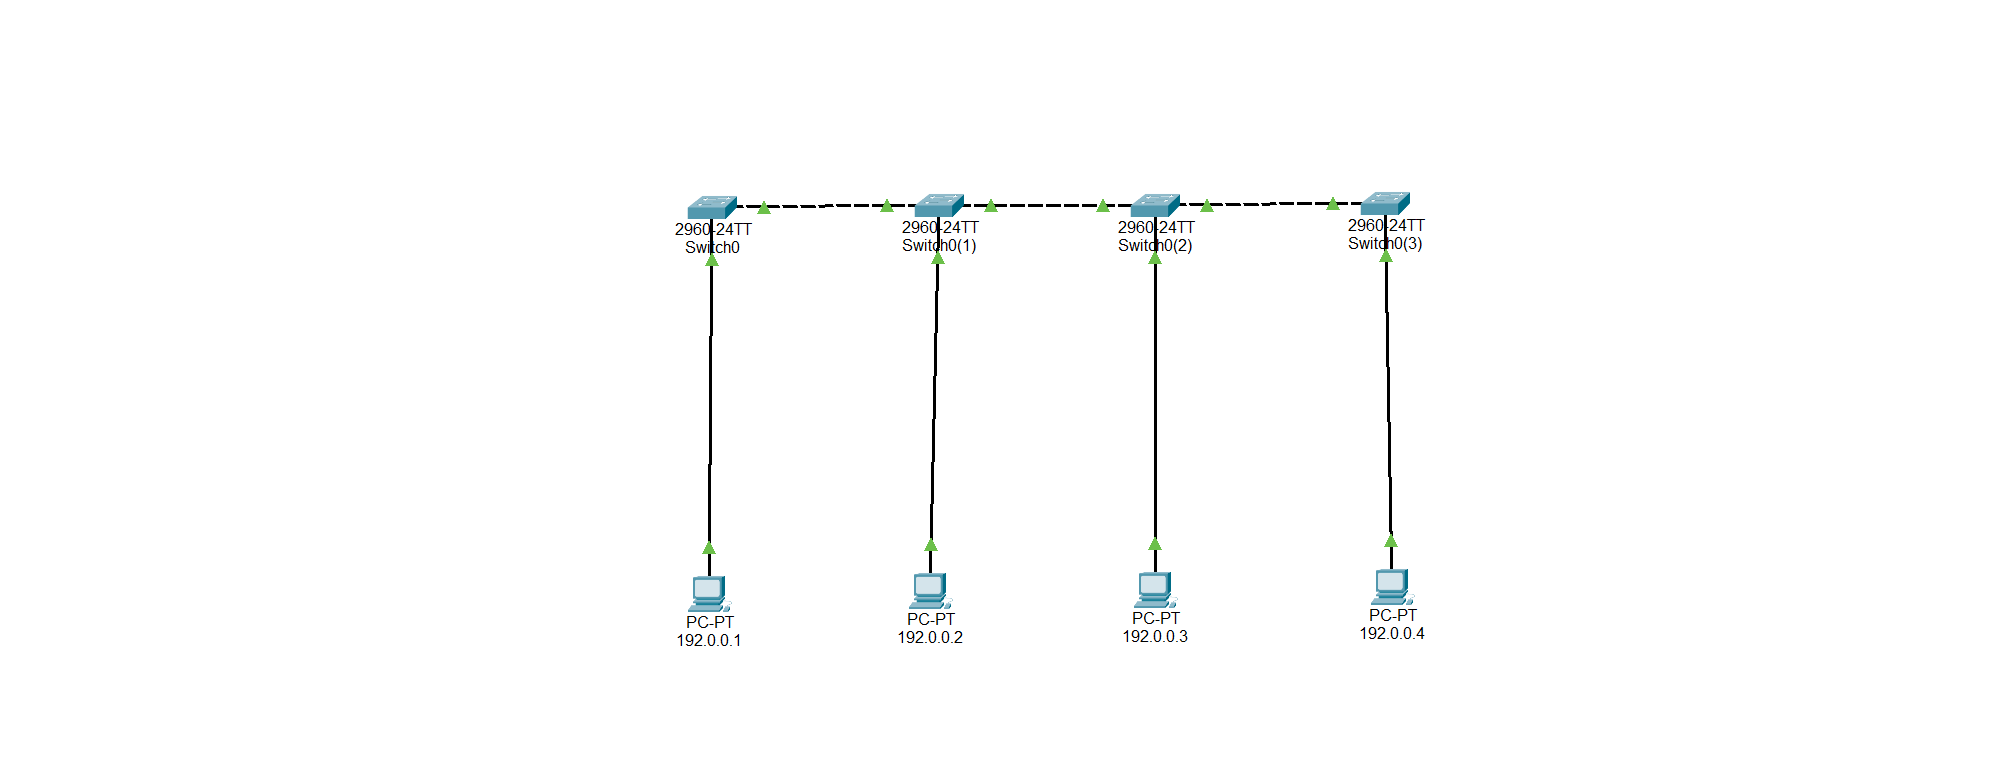 2960-24TT
Switch0
2960-24TT
Switch0(1)
2960-24TT
Switch0(2)
2960-24TT
Switch0(3)
PC-PT
192.0.0.1
PC-PT
192.0.0.2
PC-PT
192.0.0.3
PC-PT
192.0.0.4